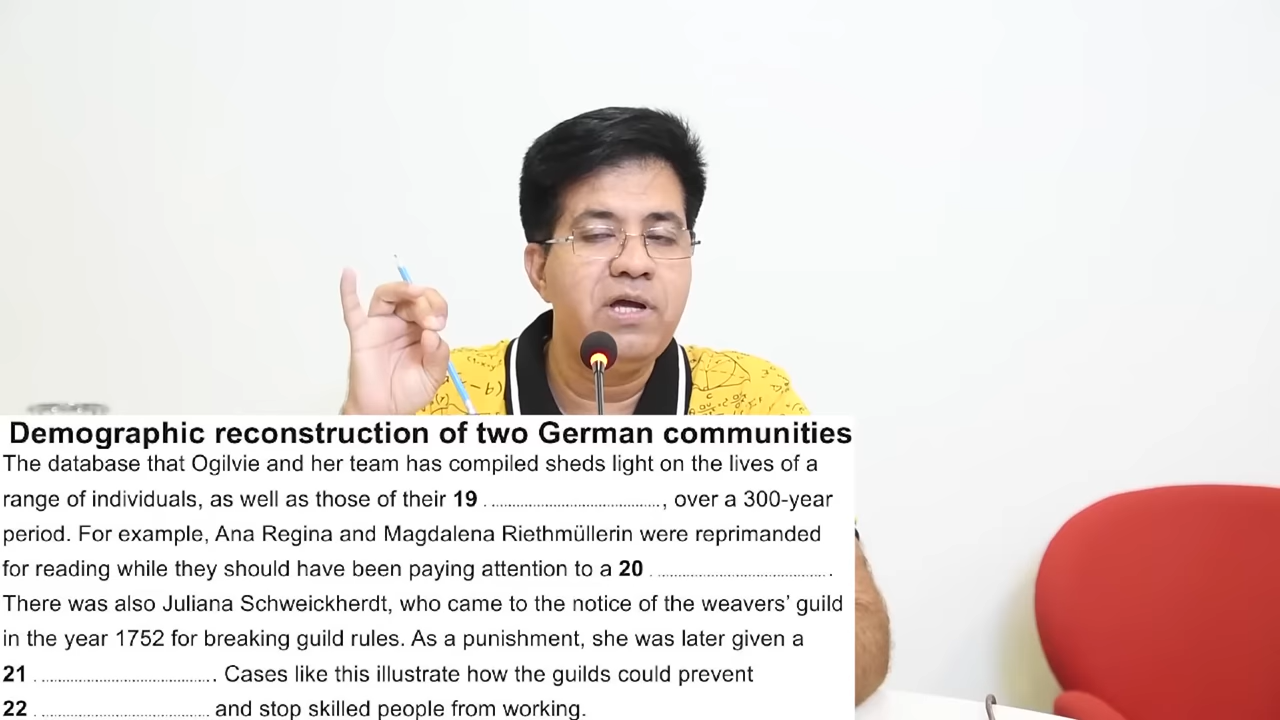 Demographic reconstruction of two German communities
The database that Ogilvie and her team has compiled sheds light on the lives of a
range of individuals, as well as those of their 19 ........................................, over a 300-year
period. For example, Ana Regina and Magdalena Riethmüllerin were reprimanded
for reading while they should have been paying attention to a 20 ........................................ .
There was also Juliana Schweickherdt, who came to the notice of the weavers’ guild
in the year 1752 for breaking guild rules. As a punishment, she was later given a
21 ........................................ . Cases like this illustrate how the guilds could prevent
22 ........................................ and stop skilled people from working.